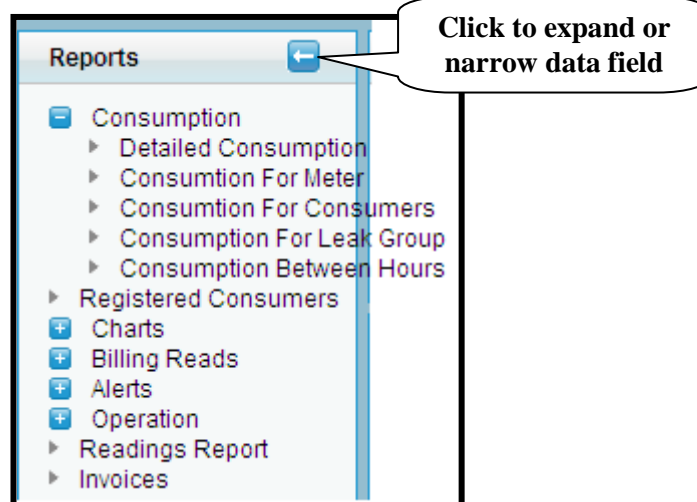 Click to expand or
narrow data field
Reports
Consumption
Detailed Consumption
Consumtion For Meter
Consumtion For Consumers
Consumption For Leak Group
Consumption Between Hours
Registered Consumers
Charts
Billing Reads
Alerts
Operation
Readings Report
Invoices